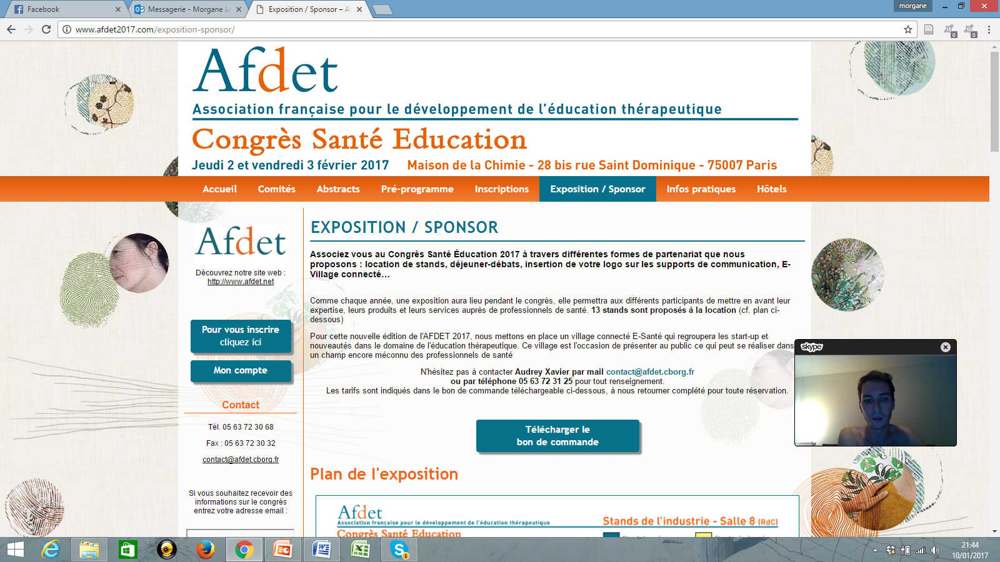 Facebook
Messagerie - Morgane Le
Exposition / Sponsor – Af
morgane
www.afdet2017.com/exposition-sponsor/
0
0
Afdet
Association française pour le développement de l'éducation thérapeutique
Congrès Santé Education
Jeudi 2 et vendredi 3 février 2017 Maison de la Chimie - 28 bis rue Saint Dominique - 75007 Paris
Accueil Comités Abstracts Pré-programme Inscriptions Exposition / Sponsor Infos pratiques Hôtels
Afdet
Découvrez notre site web :
http://www.afdet.net
Pour vous inscrire
cliquez ici
Mon compte
Contact
Tél. 05 63 72 30 68
Fax : 05 63 72 30 32
contact@afdet.cborg.fr
Si vous souhaitez recevoir des
informations sur le congrès
entrez votre adresse email :
EXPOSITION / SPONSOR
Associez vous au Congrès Santé Éducation 2017 à travers différentes formes de partenariat que nous
proposons : location de stands, déjeuner-débats, insertion de votre logo sur les supports de communication, E-
Village connecté…
Comme chaque année, une exposition aura lieu pendant le congrès, elle permettra aux différents participants de mettre en avant leur
expertise, leurs produits et leurs services auprès de professionnels de santé. 13 stands sont proposés à la location (cf. plan ci-
dessous)
Pour cette nouvelle édition de l'AFDET 2017, nous mettons en place un village connecté E-Santé qui regroupera les start-up et
nouveautés dans le domaine de l'éducation thérapeutique. Ce village est l'occasion de présenter au public ce qui peut se réaliser dans
un champ encore méconnu des professionnels de santé
N'hésitez pas à contacter Audrey Xavier par mail contact@afdet.cborg.fr
ou par téléphone 05 63 72 31 25 pour tout renseignement.
Les tarifs sont indiqués dans le bon de commande téléchargeable ci-dessous, à nous retourner complété pour toute réservation.
Télécharger le
bon de commande
Plan de l'exposition
Afdet
Association française pour le développement de l'éducation thérapeutique
Congrès Santé Education
Stands de l'industrie - Salle 8 (RdC)
skype
1
21:44
10/01/2017